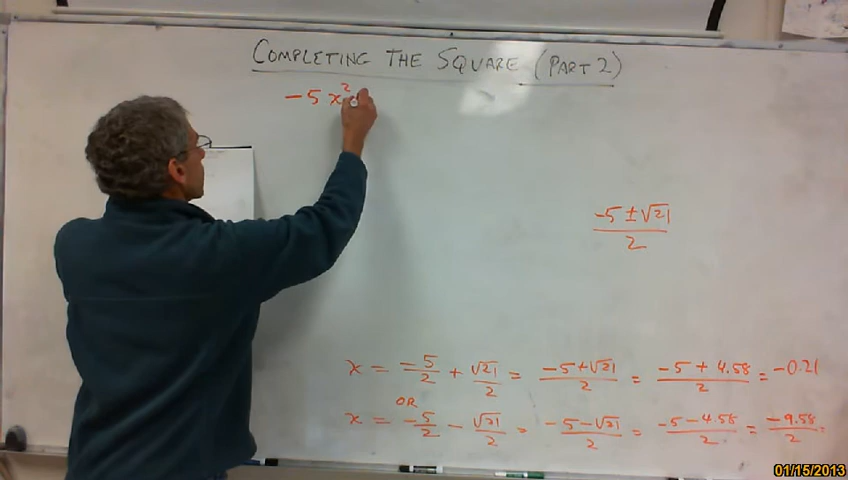 COMPLETING THE SQUARE (PART 2)
-5x²
(-5 ± √21)/2
x = -5/2 + √21/2 = (-5+√21)/2 = (-5 + 4.58)/2 = -0.21
OR
x = -5/2 - √21/2 = (-5-√21)/2 = (-5-4.58)/2 = -9.58/2 =
01/15/2013